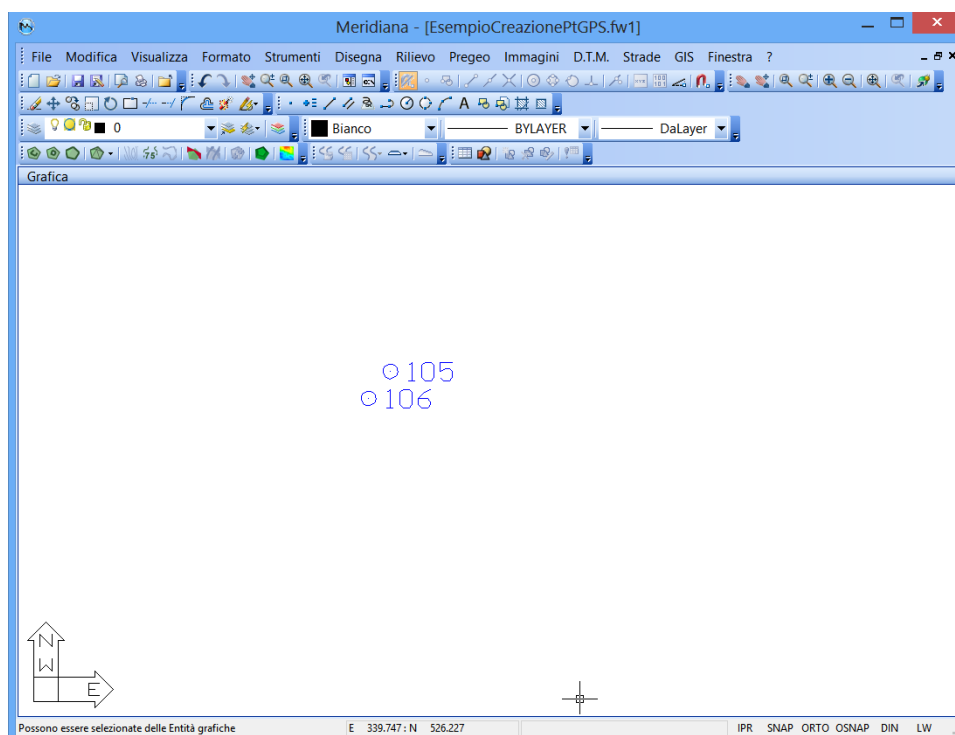 Meridiana - [EsempioCreazionePtGPS.fw1]
File Modifica Visualizza Formato Strumenti Disegna Rilievo Pregeo Immagini D.T.M. Strade GIS Finestra ?
0 Bianco BYLAYER DaLayer
Grafica
105
106
N
W
E
Possono essere selezionate delle Entità grafiche E 339.747 : N 526.227 IPR SNAP ORTO OSNAP DIN LW